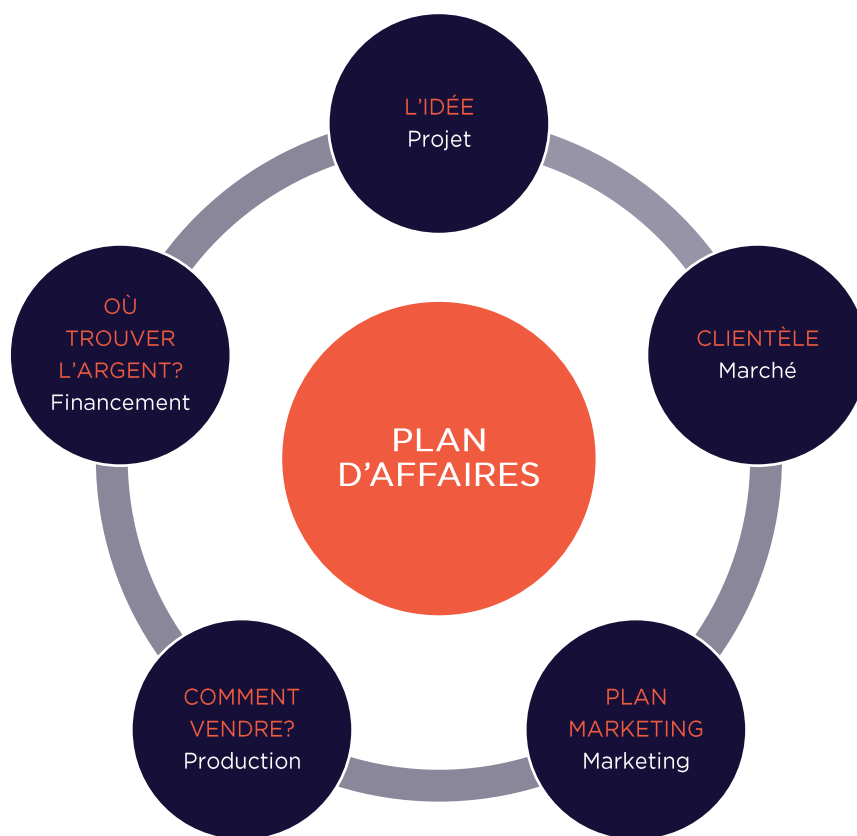 L'IDÉE
Projet
CLIENTÈLE
Marché
PLAN
MARKETING
Marketing
COMMENT
VENDRE?
Production
OÙ
TROUVER
L'ARGENT?
Financement
PLAN
D'AFFAIRES